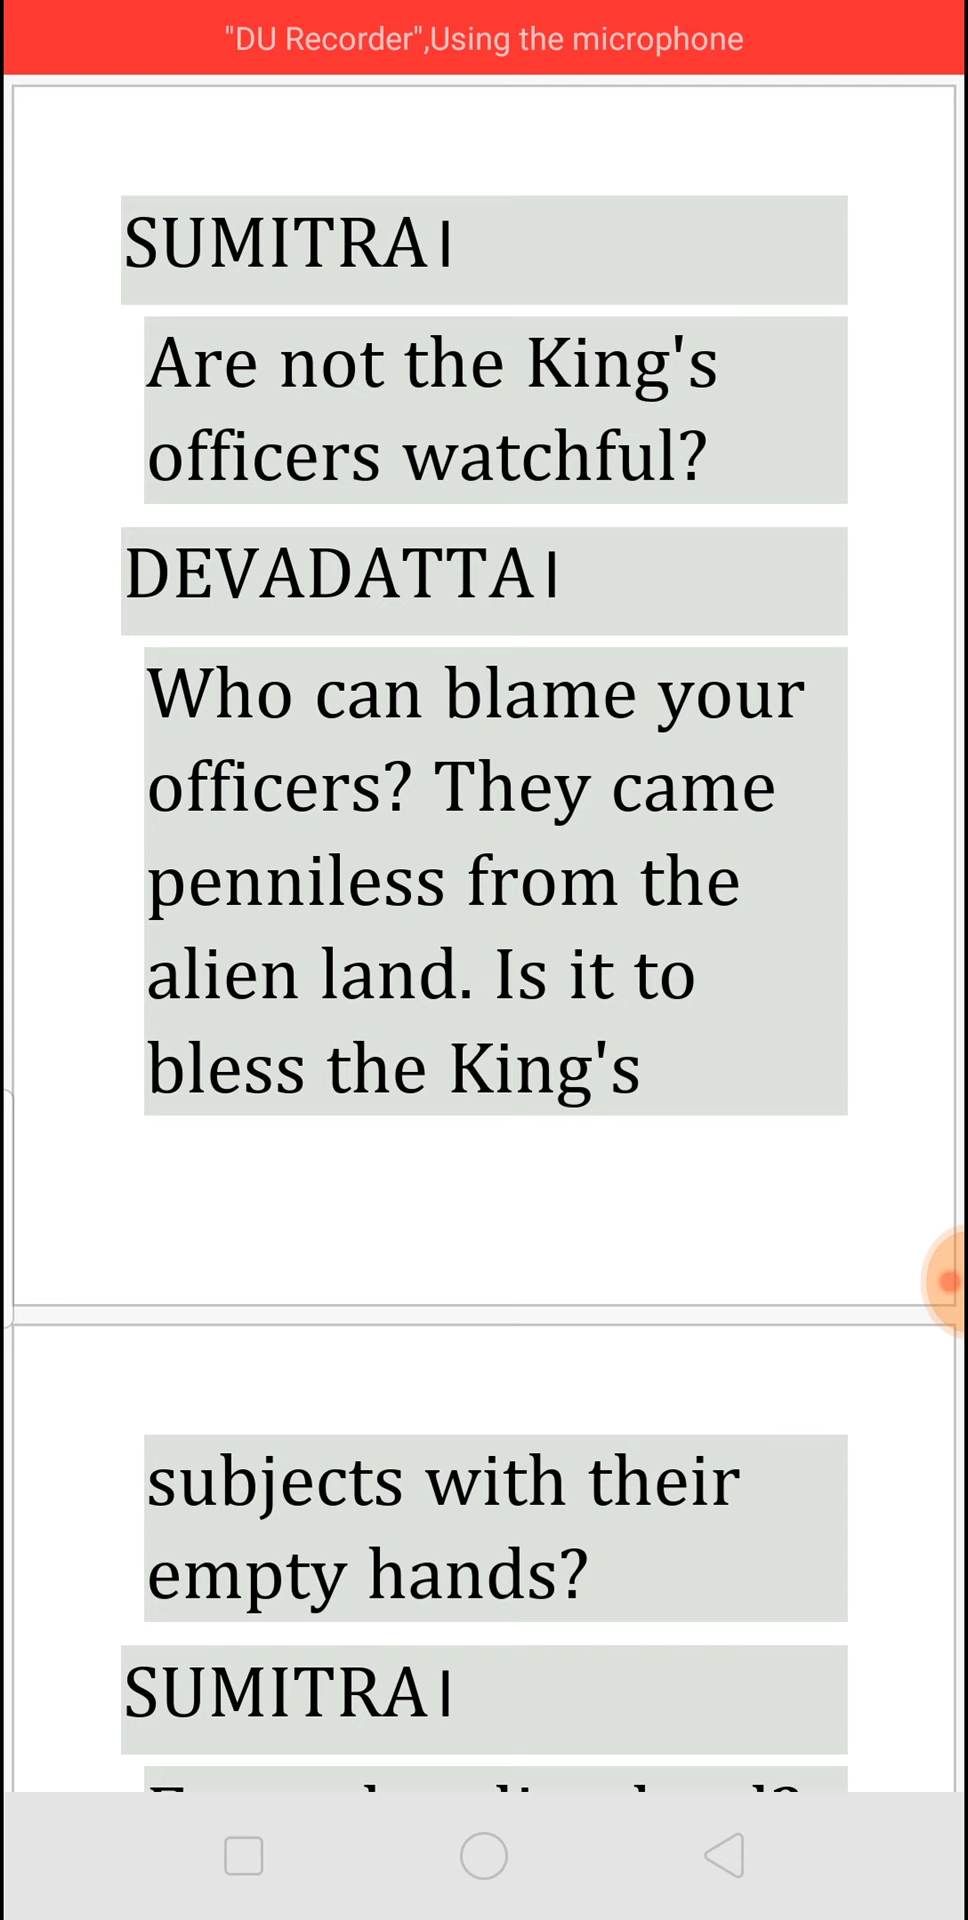 "DU Recorder",Using the microphone
SUMITRA।
Are not the King's
officers watchful?
DEVADATTA।
Who can blame your
officers? They came
penniless from the
alien land. Is it to
bless the King's
subjects with their
empty hands?
SUMITRA।